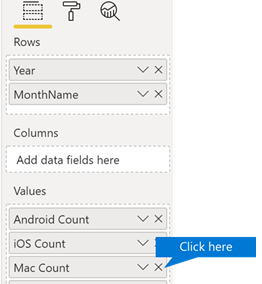 Rows
Year
MonthName
Columns
Add data fields here
Values
Android Count
iOS Count
Click here
Mac Count